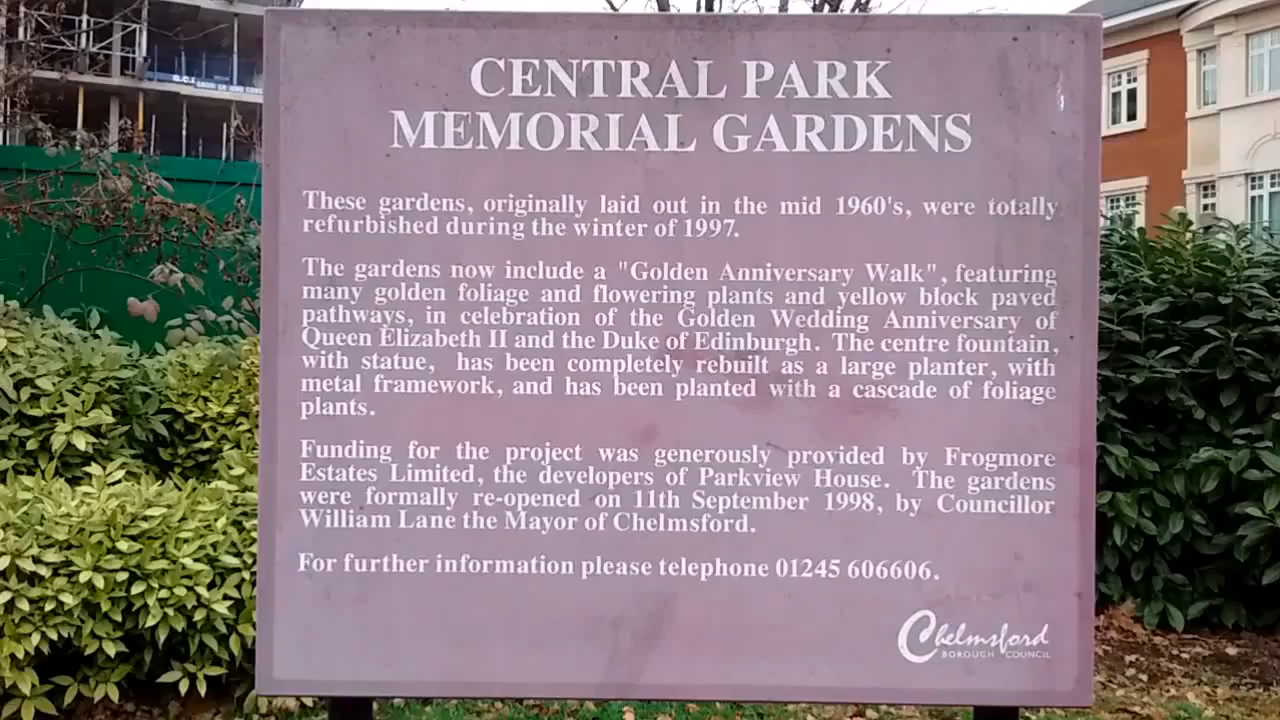 CENTRAL PARK
MEMORIAL GARDENS
These gardens, originally laid out in the mid 1960's, were totally
refurbished during the winter of 1997.
The gardens now include a "Golden Anniversary Walk", featuring
many golden foliage and flowering plants and yellow block paved
pathways, in celebration of the Golden Wedding Anniversary of
Queen Elizabeth II and the Duke of Edinburgh. The centre fountain,
with statue, has been completely rebuilt as a large planter, with
metal framework, and has been planted with a cascade of foliage
plants.
Funding for the project was generously provided by Frogmore
Estates Limited, the developers of Parkview House. The gardens
were formally re-opened on 11th September 1998, by Councillor
William Lane the Mayor of Chelmsford.
For further information please telephone 01245 606606.
Chelmsford
BOROUGH COUNCIL